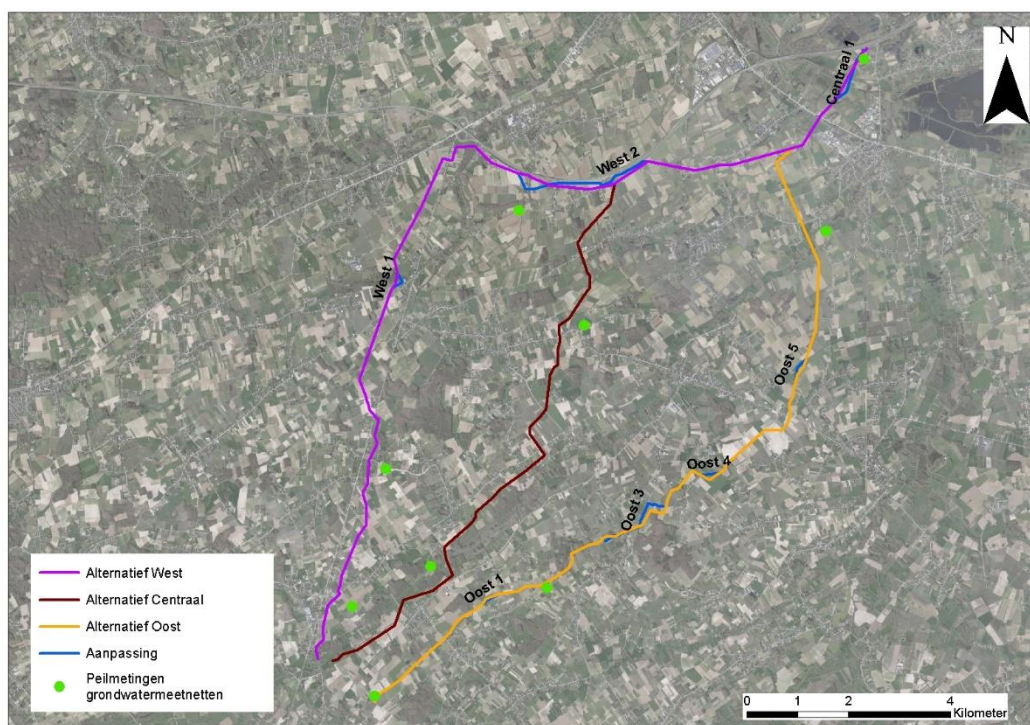 N
Centraal 1
West 2
West 1
Oost 5
Oost 4
Oost 3
Oost 1
Alternatief West
Alternatief Centraal
Alternatief Oost
Aanpassing
Peilmetingen
grondwatermeetnetten
0 1 2 4
Kilometer